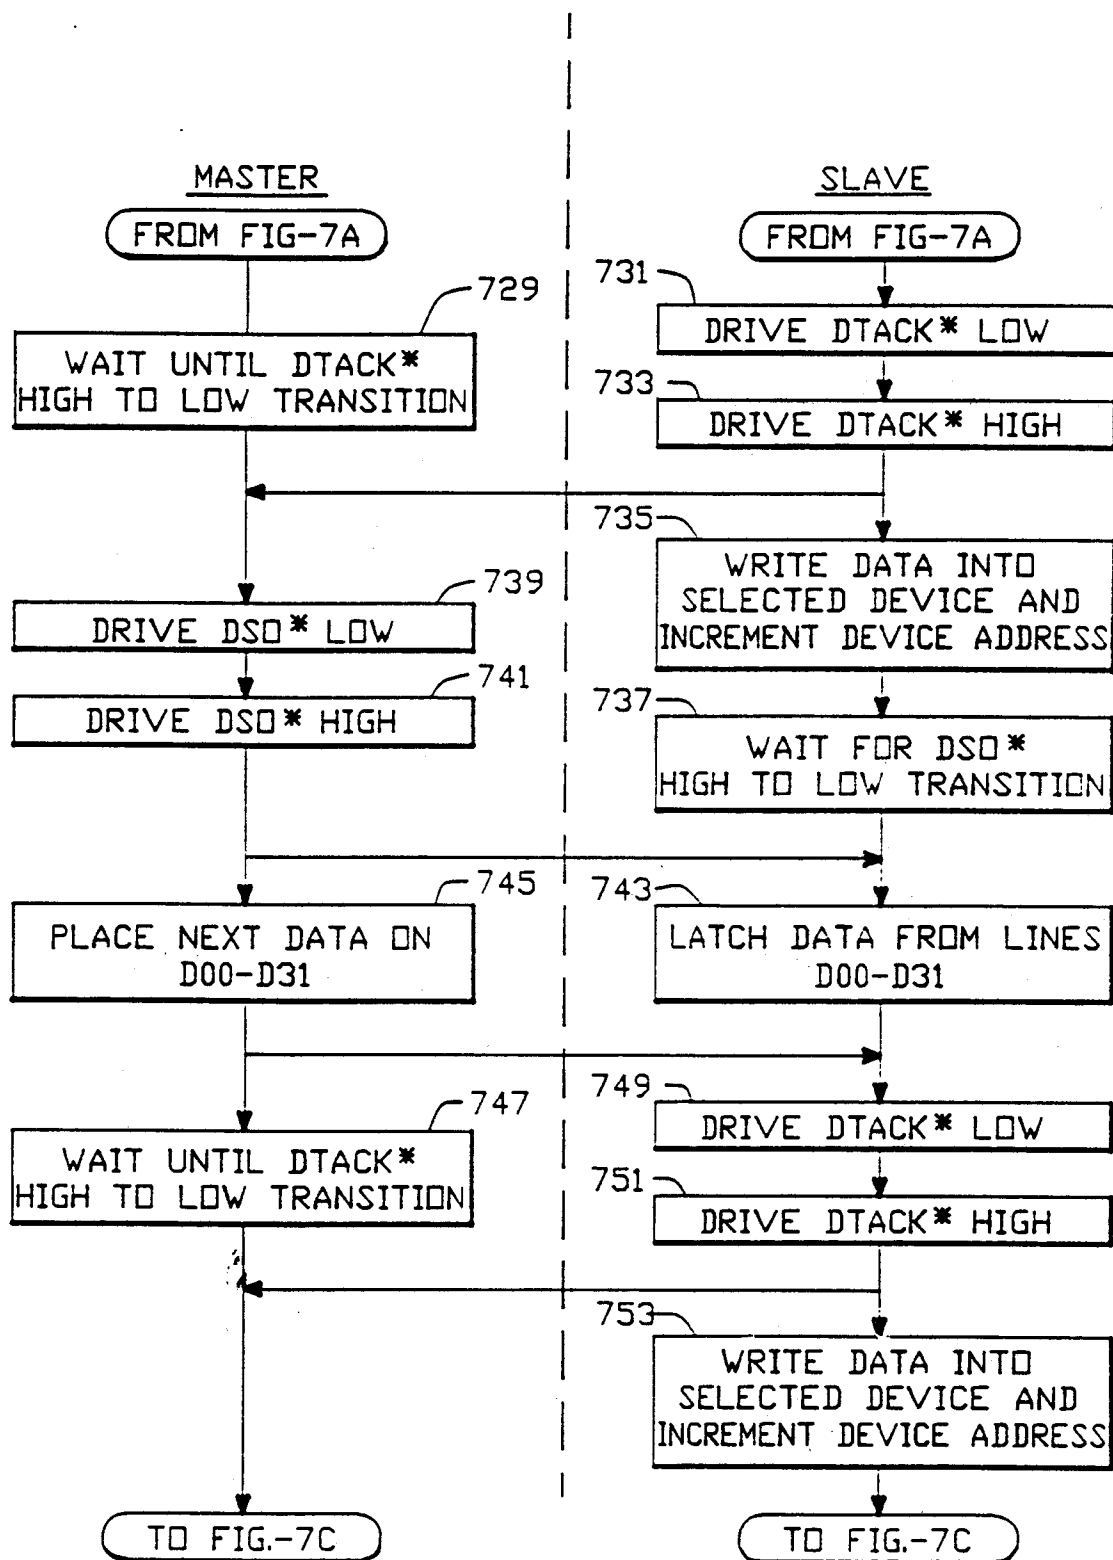 MASTER
FROM FIG-7A
729
WAIT UNTIL DTACK*
HIGH TO LOW TRANSITION
739
DRIVE DS0* LOW
741
DRIVE DS0* HIGH
745
PLACE NEXT DATA ON
D00-D31
747
WAIT UNTIL DTACK*
HIGH TO LOW TRANSITION
TO FIG.-7C
SLAVE
FROM FIG-7A
731
DRIVE DTACK* LOW
733
DRIVE DTACK* HIGH
735
WRITE DATA INTO
SELECTED DEVICE AND
INCREMENT DEVICE ADDRESS
737
WAIT FOR DS0*
HIGH TO LOW TRANSITION
743
LATCH DATA FROM LINES
D00-D31
749
DRIVE DTACK* LOW
751
DRIVE DTACK* HIGH
753
WRITE DATA INTO
SELECTED DEVICE AND
INCREMENT DEVICE ADDRESS
TO FIG.-7C